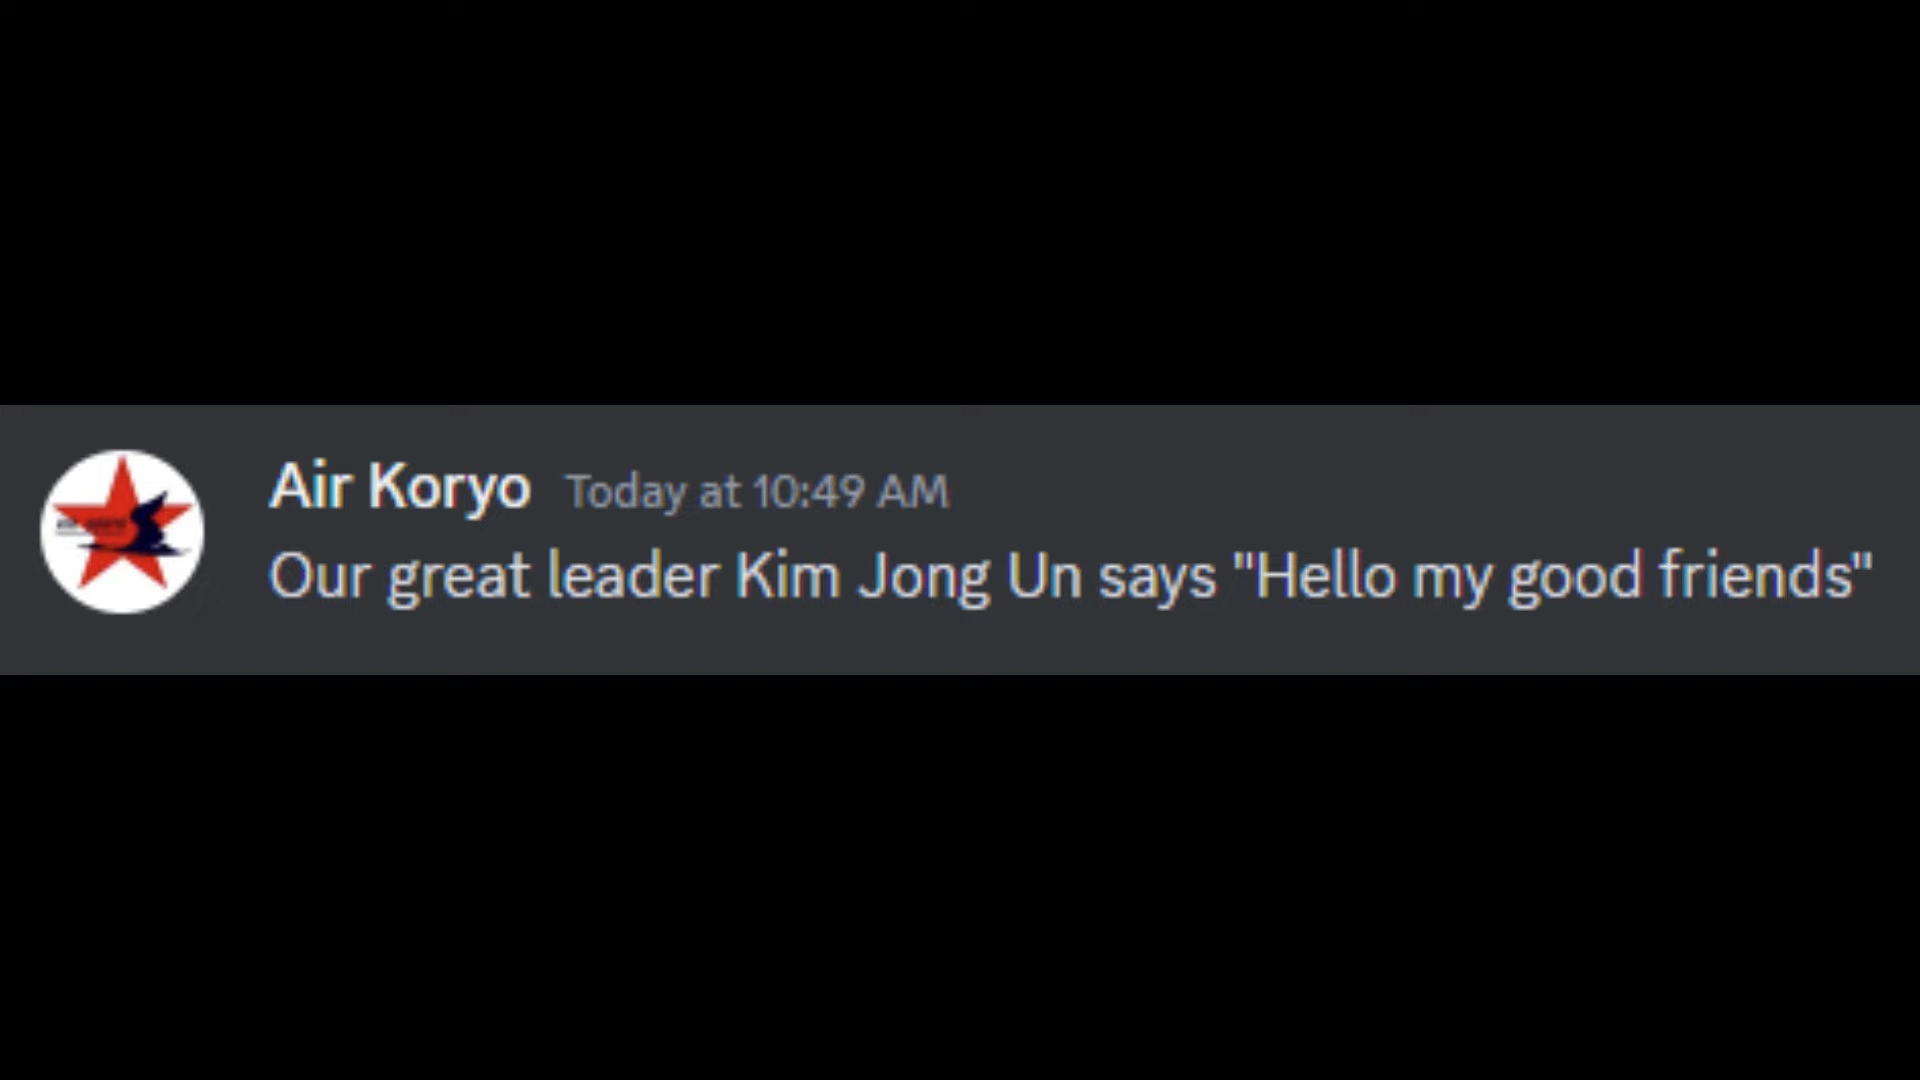 Air Koryo Today at 10:49 AM
Our great leader Kim Jong Un says "Hello my good friends"